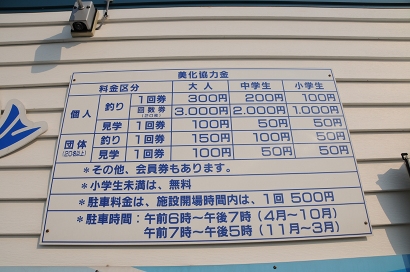 美化協力金
料金区分 大人 中学生 小学生
個人 釣り 1回券 300円 200円 100円
回数券 3,000円 2,000円 1,000円
見学 1回券 100円 50円 50円
団体 (20名以上) 釣り 1回券 150円 100円 50円
見学 1回券 100円 50円 50円
*その他、会員券もあります。
*小学生未満は、無料
*駐車料金は、施設開場時間内は、1回 500円
*駐車時間:午前6時~午後7時(4月~10月)
午前7時~午後5時(11月~3月)